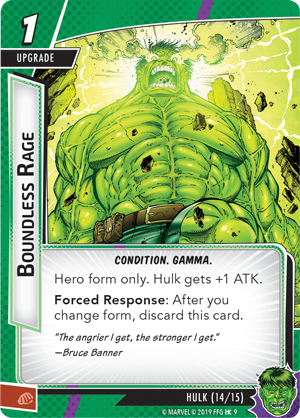 1
UPGRADE
BOUNDLESS RAGE
CONDITION. GAMMA.
Hero form only. Hulk gets +1 ATK.
Forced Response: After you
change form, discard this card.
"The angrier I get, the stronger I get."
—Bruce Banner
HULK (14/15)
© MARVEL © 2019 FFG HK 9